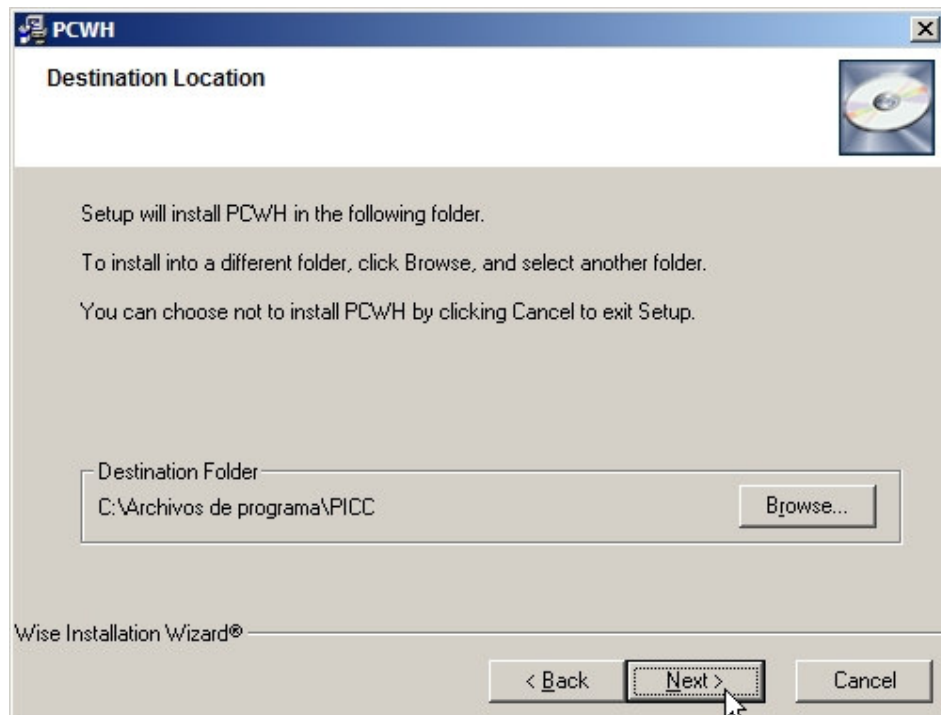 PCWH
Destination Location
Setup will install PCWH in the following folder.
To install into a different folder, click Browse, and select another folder.
You can choose not to install PCWH by clicking Cancel to exit Setup.
Destination Folder
C:\Archivos de programa\PICC
Browse...
Wise Installation Wizard®
< Back
Next >
Cancel